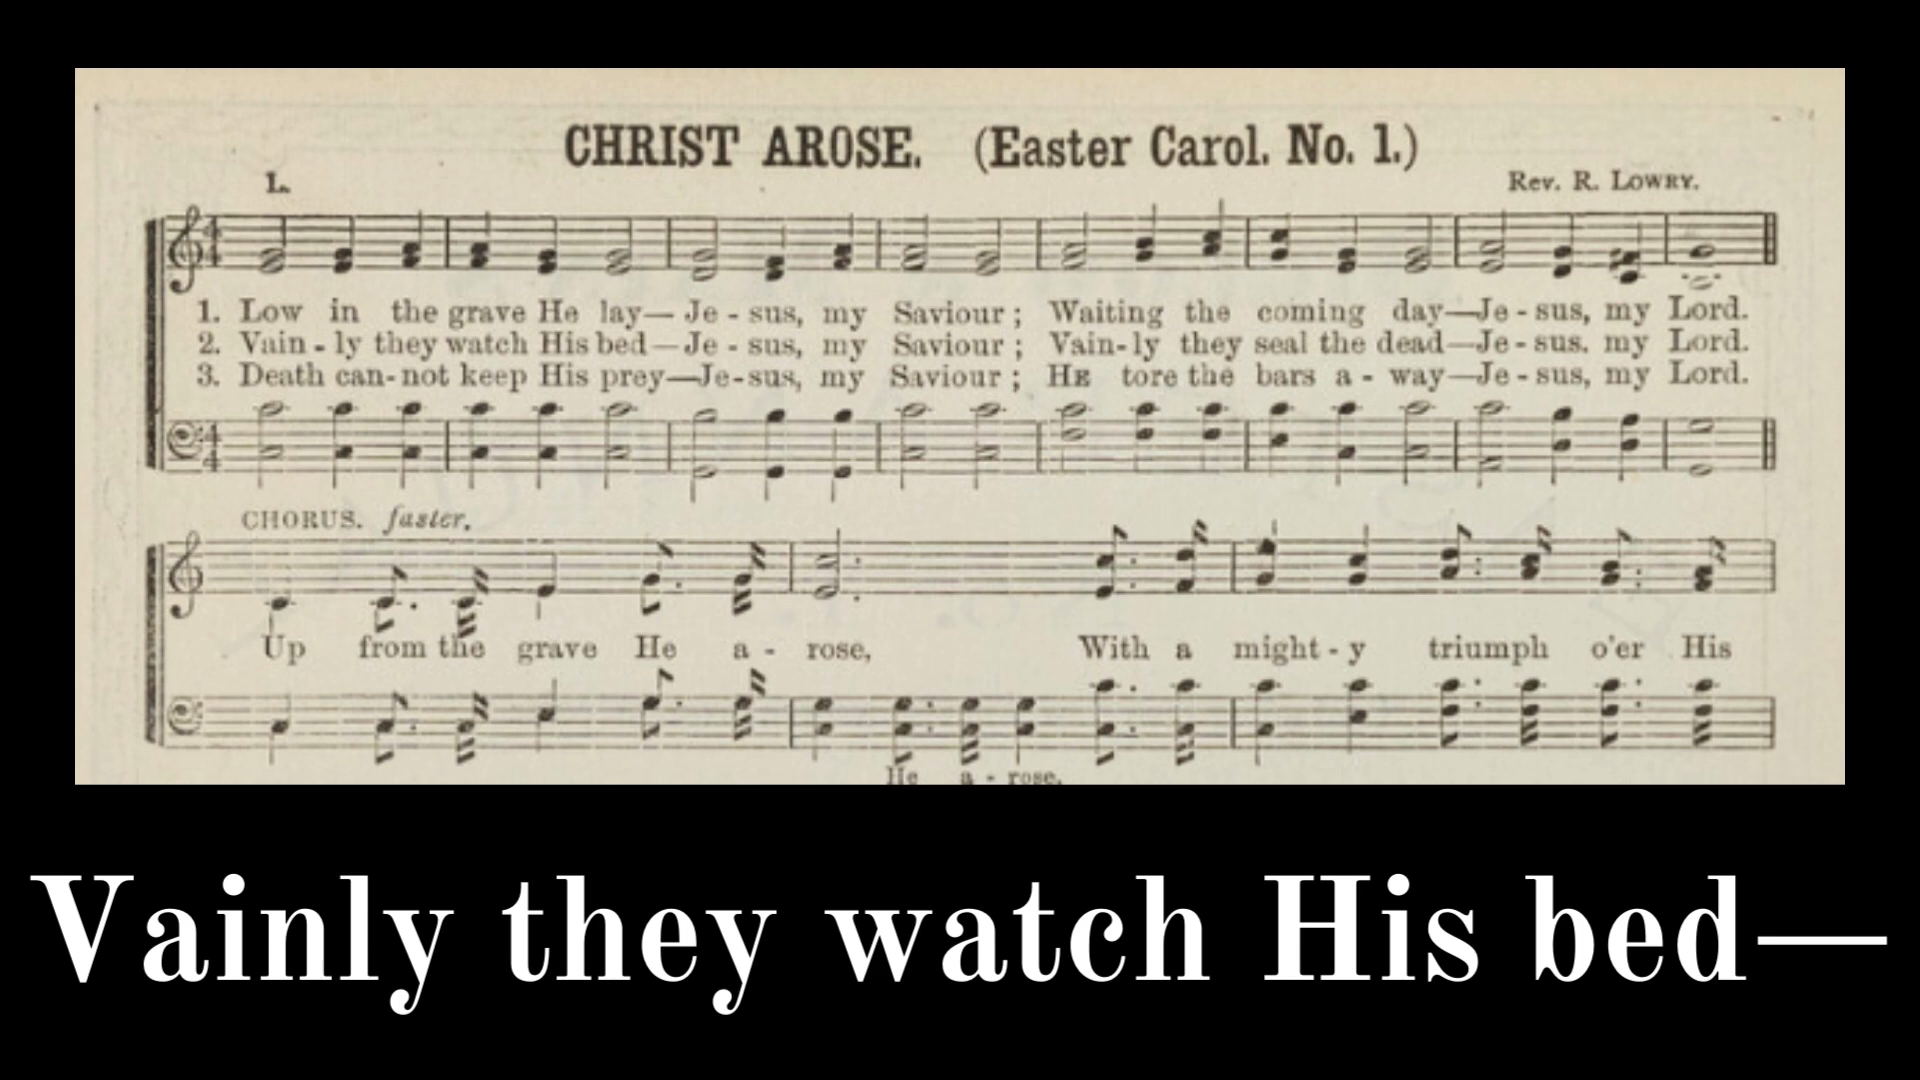 CHRIST AROSE. (Easter Carol. No. 1.)
L.
Rev. R. LOWRY.
1. Low in the grave He lay—Je - sus, my Saviour; Waiting the coming day—Je - sus, my Lord.
2. Vain - ly they watch His bed—Je - sus, my Saviour; Vain- ly they seal the dead—Je - sus. my Lord.
3. Death can-not keep His prey—Je-sus, my Saviour; HE tore the bars a - way—Je - sus, my Lord.
CHORUS. faster.
Up from the grave He a - rose, With a might - y triumph o'er His
He a - rose,
Vainly they watch His bed—